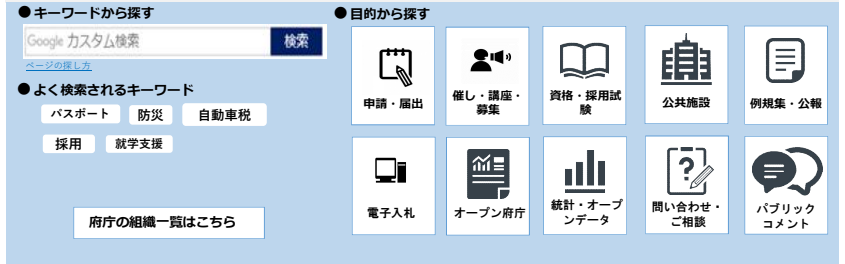 ●キーワードから探す
Google カスタム検索
検索
ページの探し方
●よく検索されるキーワード
パスポート
防災
自動車税
採用
就学支援
府庁の組織一覧はこちら
●目的から探す
申請・届出
催し・講座・
募集
資格・採用試
験
公共施設
例規集・公報
電子入札
オープン府庁
統計・オープ
ンデータ
問い合わせ・
ご相談
パブリック
コメント